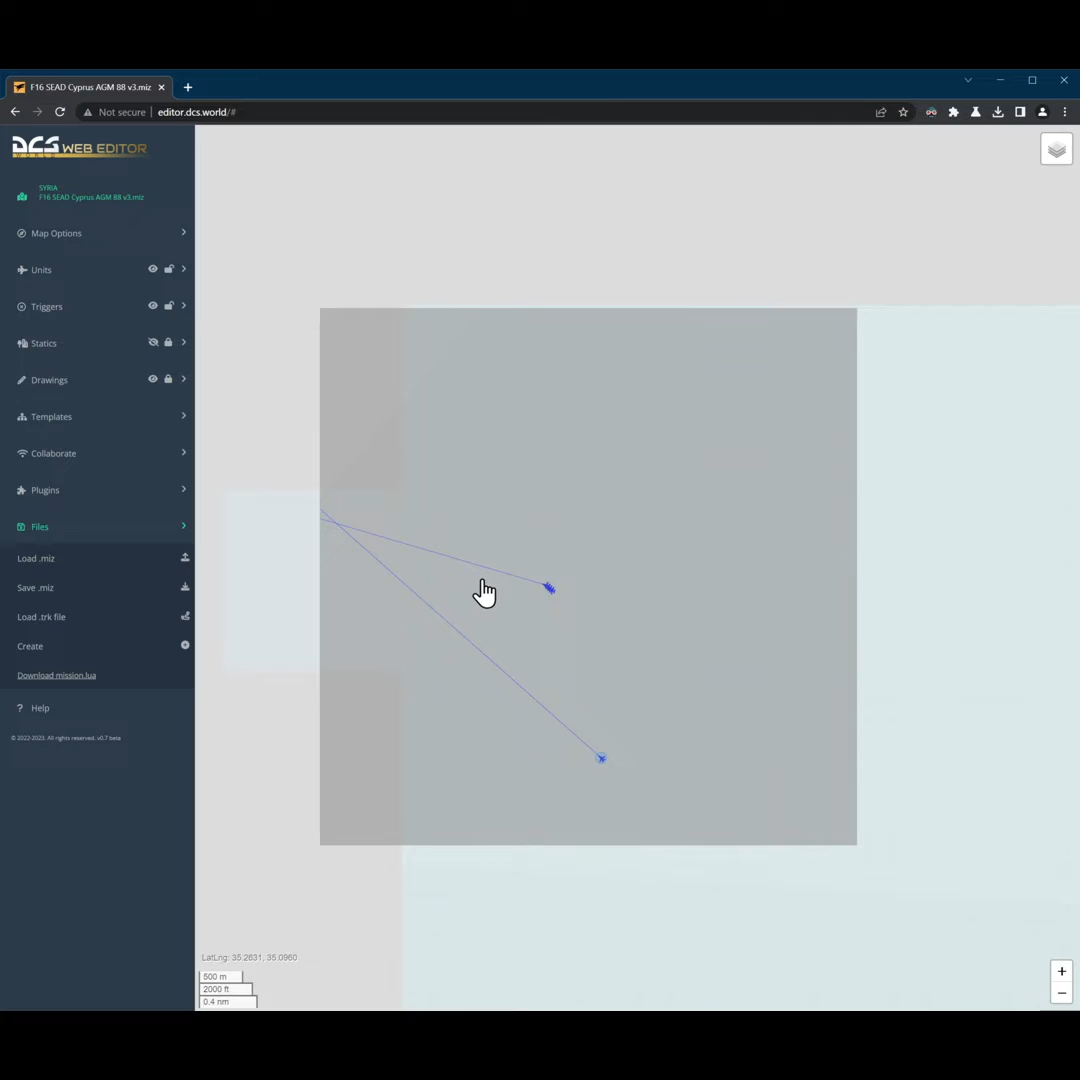 F16 SEAD Cyprus AGM 88 v3.miz
Not secure
editor.dcs.world/#
DCS WEB EDITOR
WORLD
SYRIA
F16 SEAD Cyprus AGM 88 v3.miz
Map Options
Units
Triggers
Statics
Drawings
Templates
Collaborate
Plugins
Files
Load .miz
Save .miz
Load .trk file
Create
Download mission.lua
? Help
© 2022-2023. All rights reserved. v0.7 beta
LatLng: 35.2631, 35.0960
500 m
2000 ft
0.4 nm
+
−